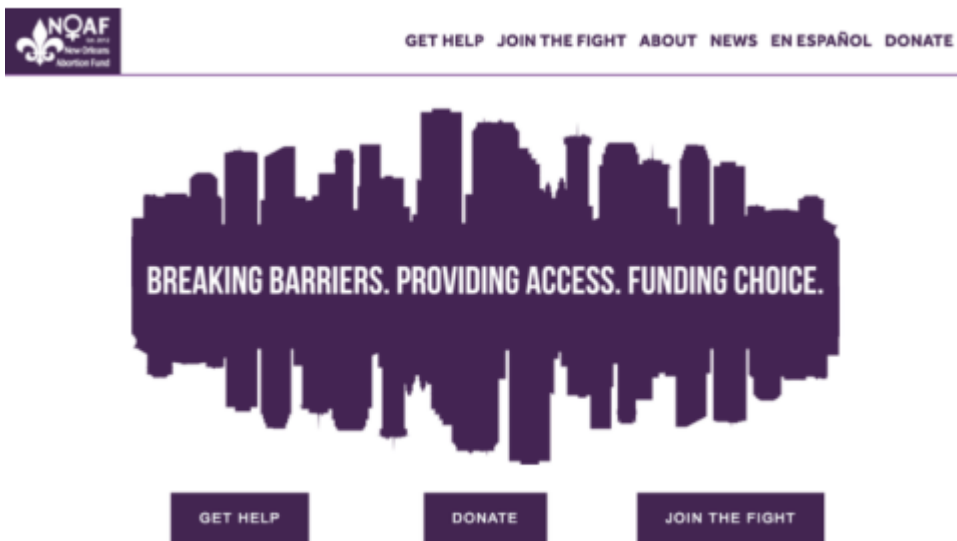 NOAF
New Orleans
Abortion Fund
GET HELP JOIN THE FIGHT ABOUT NEWS EN ESPAÑOL DONATE
BREAKING BARRIERS. PROVIDING ACCESS. FUNDING CHOICE.
GET HELP DONATE JOIN THE FIGHT